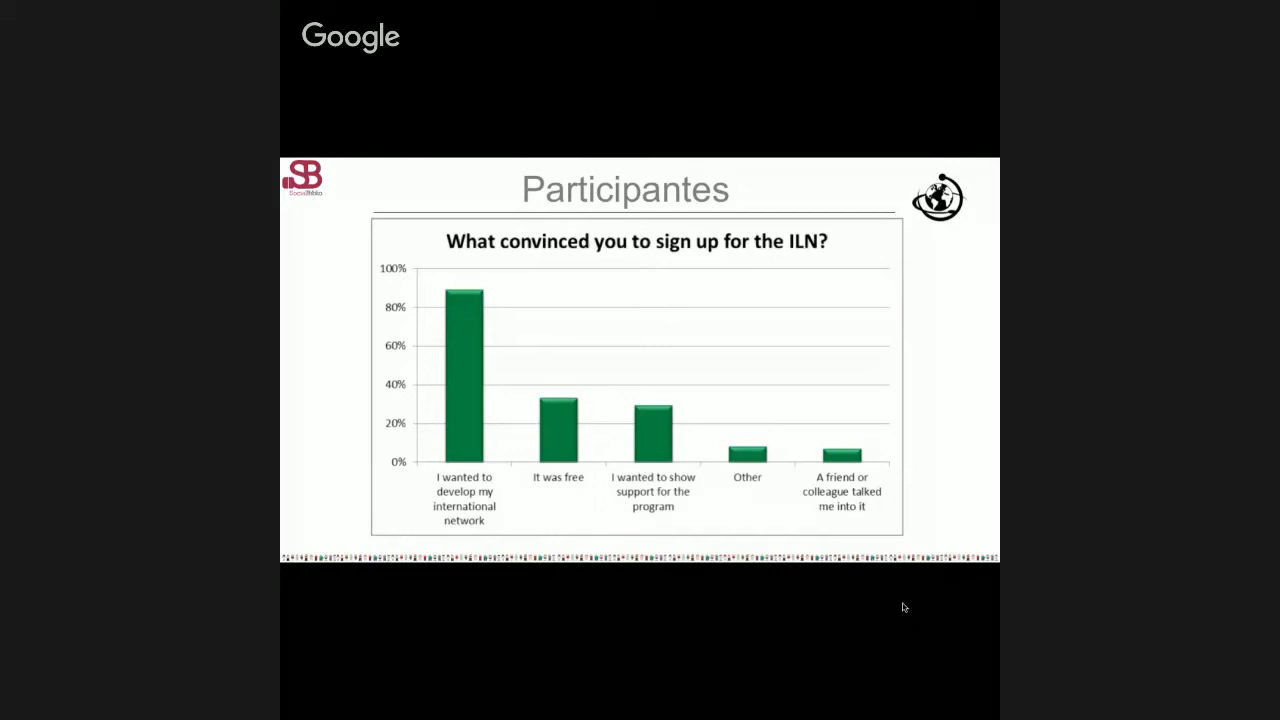 Google
SB
SocialBiblio
Participantes
What convinced you to sign up for the ILN?
100%
80%
60%
40%
20%
0%
I wanted to
develop my
international
network
It was free
I wanted to show
support for the
program
Other
A friend or
colleague talked
me into it